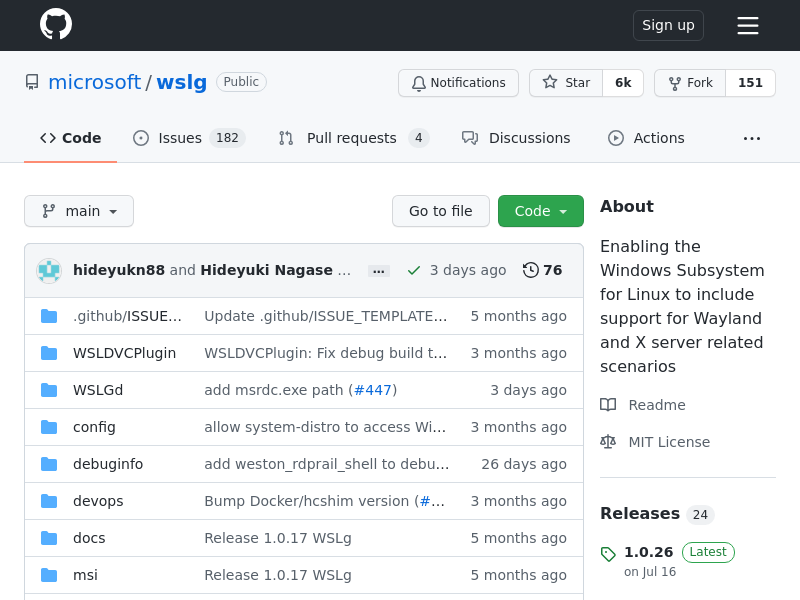 Sign up
microsoft / wslg Public
Notifications Star 6k Fork 151
Code Issues 182 Pull requests 4 Discussions Actions ...
main Go to file Code
hideyukn88 and Hideyuki Nagase … ... 3 days ago 76
.github/ISSUE… Update .github/ISSUE_TEMPLATE… 5 months ago
WSLDVCPlugin WSLDVCPlugin: Fix debug build t… 3 months ago
WSLGd add msrdc.exe path (#447) 3 days ago
config allow system-distro to access Wi… 3 months ago
debuginfo add weston_rdprail_shell to debu… 26 days ago
devops Bump Docker/hcshim version (#… 3 months ago
docs Release 1.0.17 WSLg 5 months ago
msi Release 1.0.17 WSLg 5 months ago
About
Enabling the
Windows Subsystem
for Linux to include
support for Wayland
and X server related
scenarios
Readme
MIT License
Releases 24
1.0.26 Latest
on Jul 16